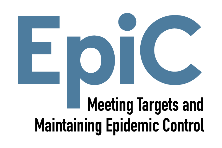 EpiC
Meeting Targets and
Maintaining Epidemic Control